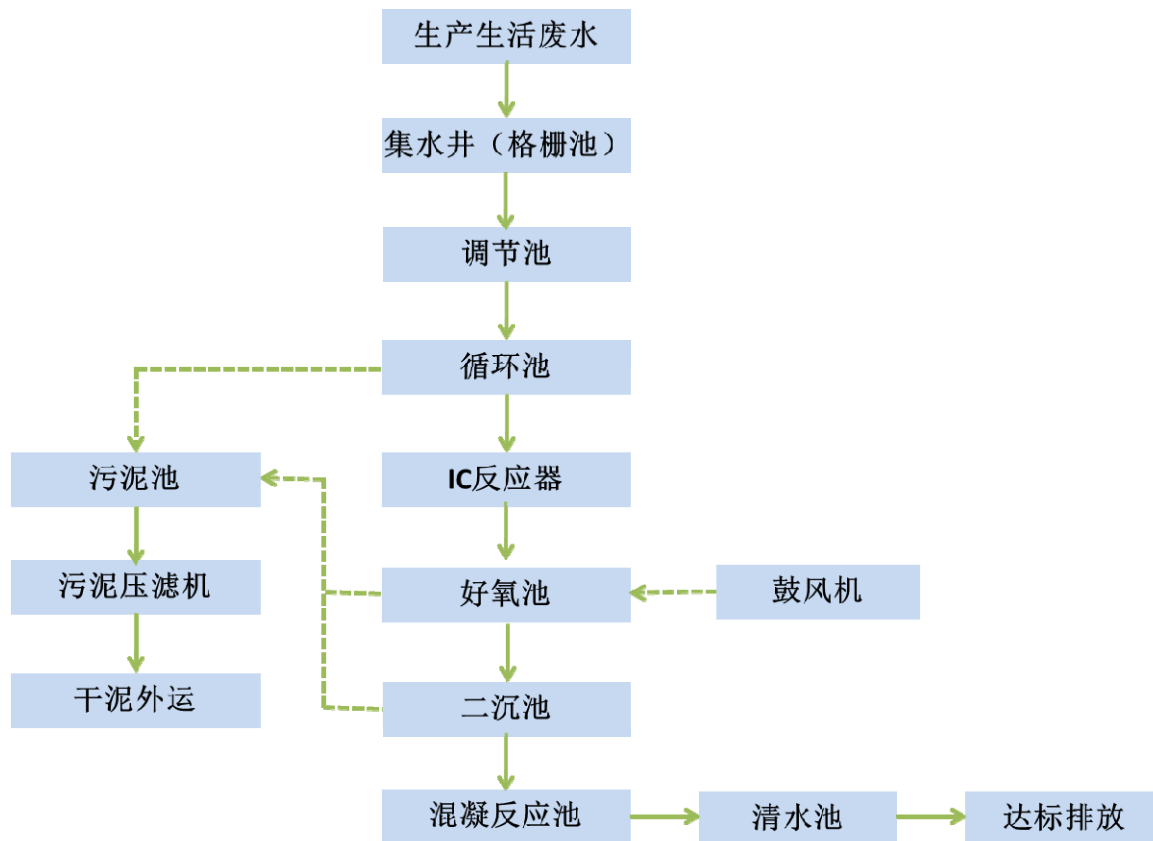 生产生活废水
集水井（格栅池）
调节池
循环池
污泥池
IC反应器
污泥压滤机
好氧池
鼓风机
干泥外运
二沉池
混凝反应池
清水池
达标排放